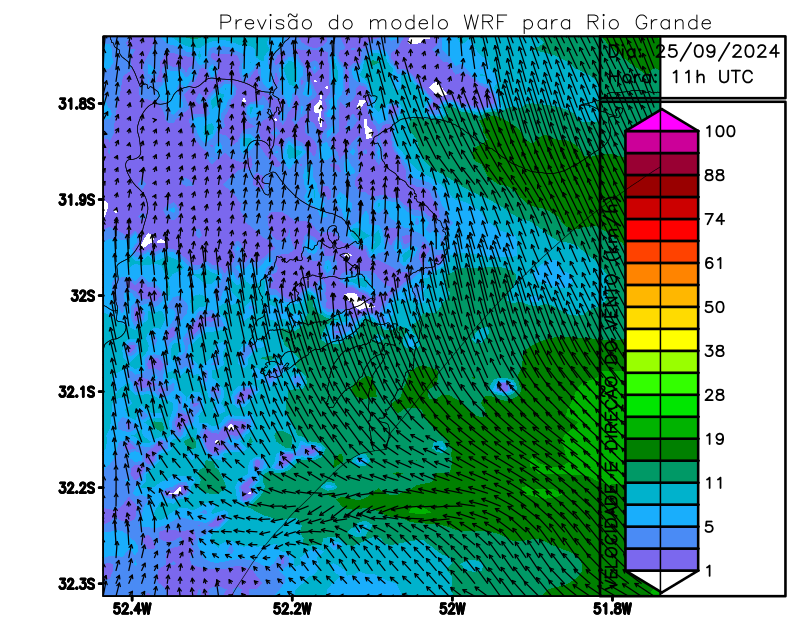 Previsão do modelo WRF para Rio Grande
Dia: 25/09/2024
Hora: 11h UTC
31.8S
31.9S
32S
32.1S
32.2S
32.3S
52.4W
52.2W
52W
51.8W
VELOCIDADE E DIREÇÃO DO VENTO (km/h)
100
88
74
61
50
38
28
19
11
5
1